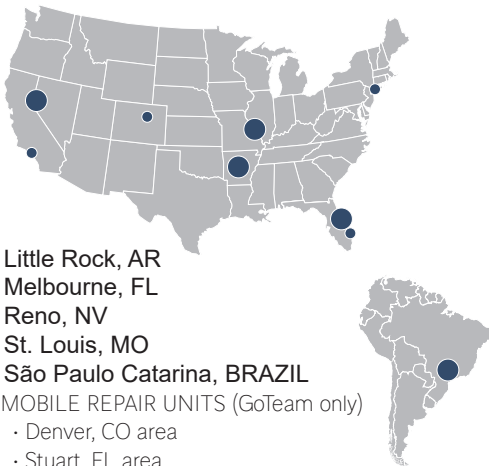 Little Rock, AR
Melbourne, FL
Reno, NV
St. Louis, MO
São Paulo Catarina, BRAZIL
MOBILE REPAIR UNITS (GoTeam only)
· Denver, CO area
· Stuart, FL area